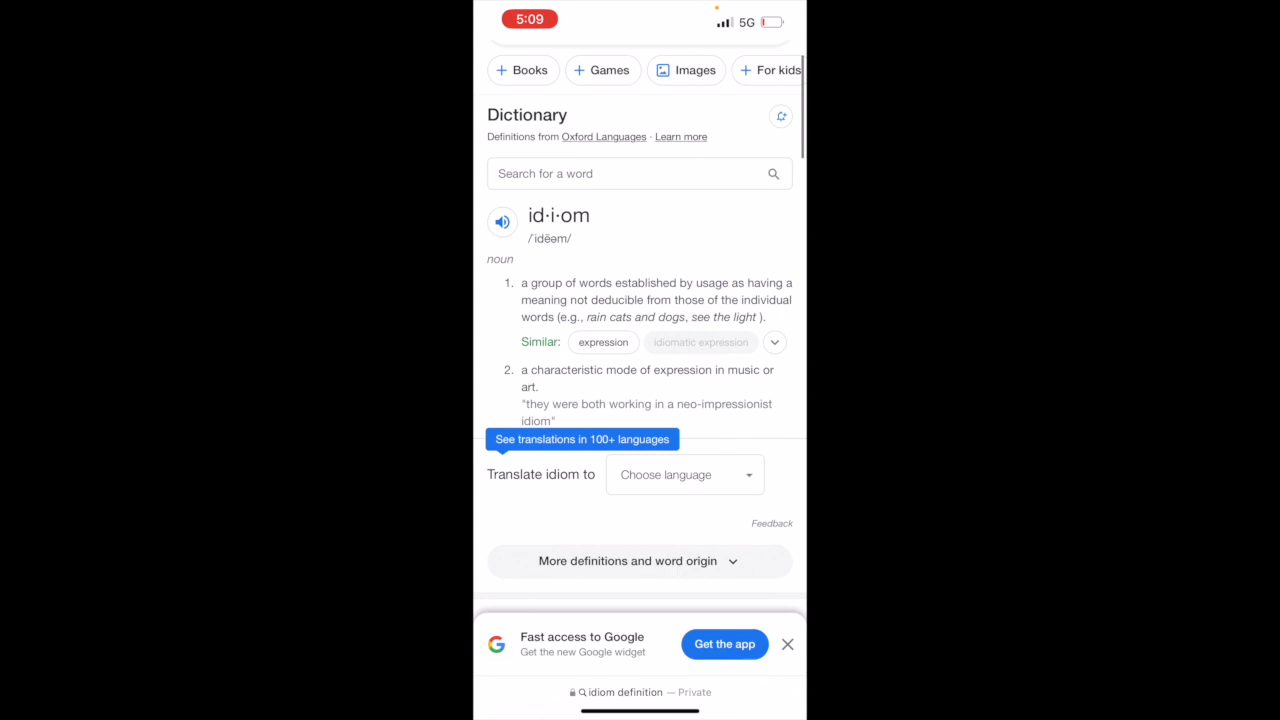 5:09
5G
Books
Games
Images
For kids
Dictionary
Definitions from Oxford Languages · Learn more
Search for a word
id·i·om
/ˈidēəm/
noun
1. a group of words established by usage as having a
meaning not deducible from those of the individual
words (e.g., rain cats and dogs, see the light ).
Similar: expression idiomatic expression
2. a characteristic mode of expression in music or
art.
"they were both working in a neo-impressionist
idiom"
See translations in 100+ languages
Translate idiom to Choose language
Feedback
More definitions and word origin
Fast access to Google
Get the new Google widget
Get the app
idiom definition — Private